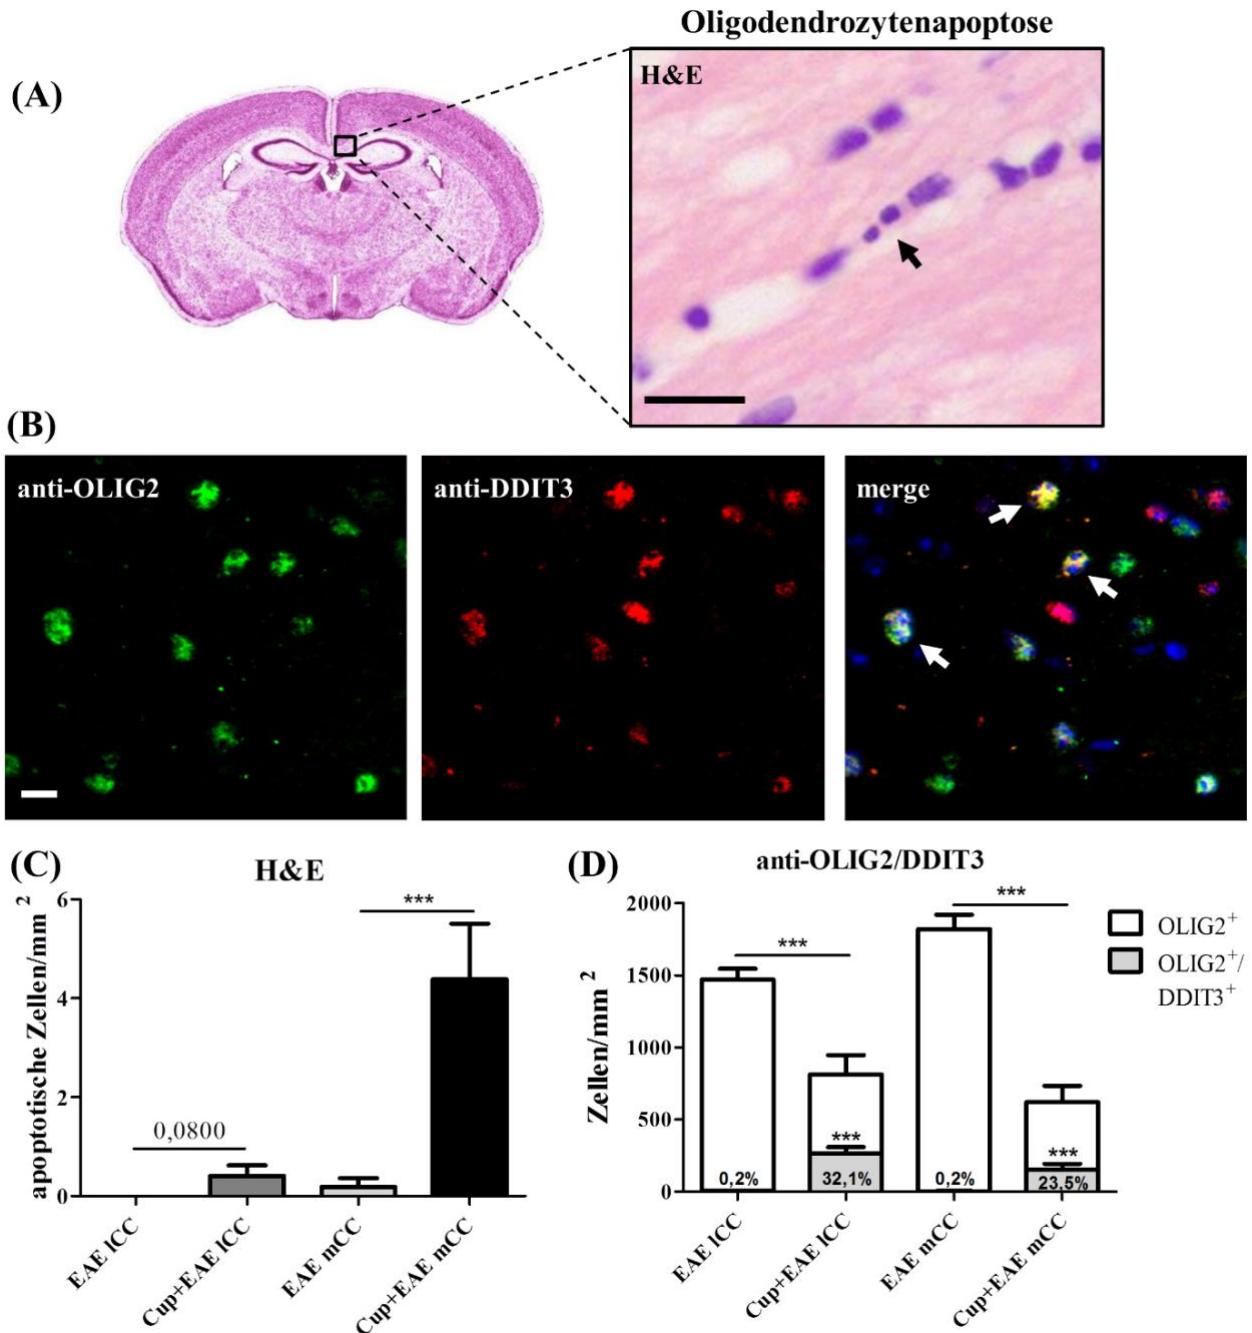 Oligodendrozytenapoptose
(A)
H&E
(B)
anti-OLIG2
anti-DDIT3
merge
(C)
H&E
apoptotische Zellen/mm²
6
4
2
0
***
0,0800
EAE lCC
Cup+EAE lCC
EAE mCC
Cup+EAE mCC
(D)
anti-OLIG2/DDIT3
Zellen/mm²
2000
1500
1000
500
0
***
***
***
***
0,2%
32,1%
0,2%
23,5%
EAE lCC
Cup+EAE lCC
EAE mCC
Cup+EAE mCC
OLIG2⁺
OLIG2⁺/
DDIT3⁺